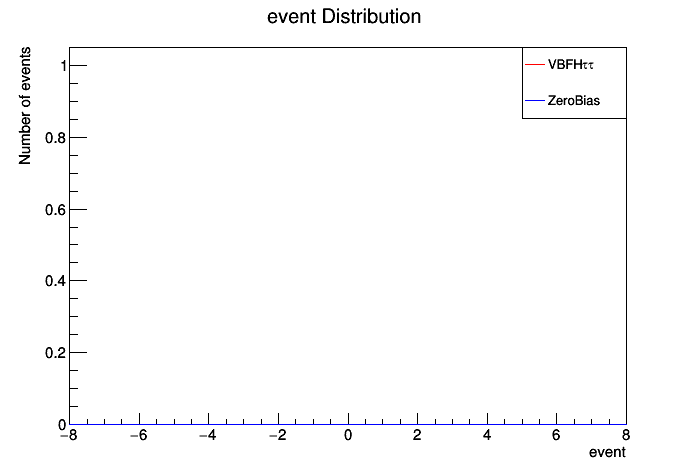 event Distribution
Number of events
VBFHττ
ZeroBias
1
0.8
0.6
0.4
0.2
0
−8 −6 −4 −2 0 2 4 6 8
event